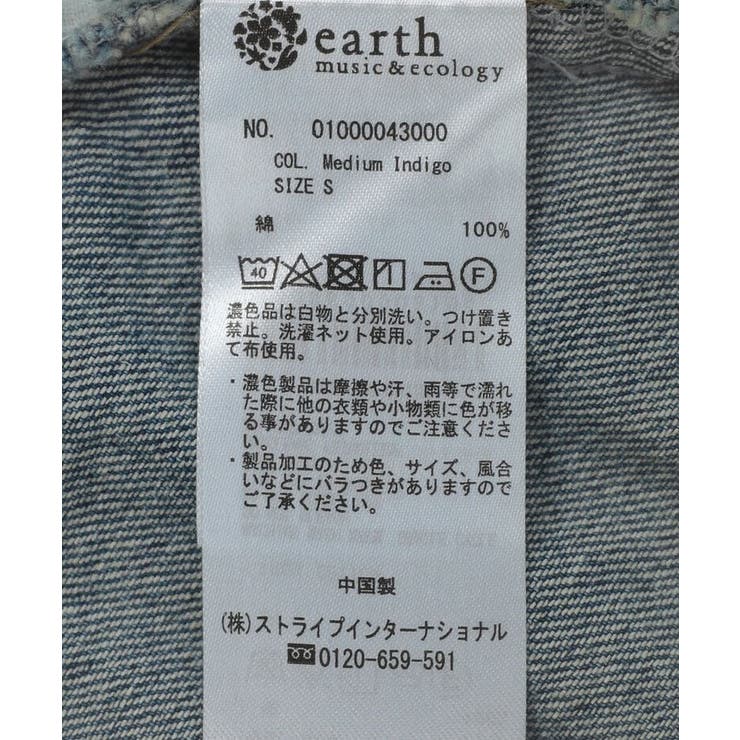 earth
music&ecology
NO. 01000043000
COL. Medium Indigo
SIZE S
綿 100%
40 F
濃色品は白物と分別洗い。つけ置き
禁止。洗濯ネット使用。アイロンあ
て布使用。
・濃色製品は摩擦や汗、雨等で濡れ
た際に他の衣類や小物類に色が移
る事がありますのでご注意くださ
い。
・製品加工のため色、サイズ、風合
いなどにバラつきがありますので
ご了承ください。
中国製
(株)ストライプインターナショナル
0120-659-591